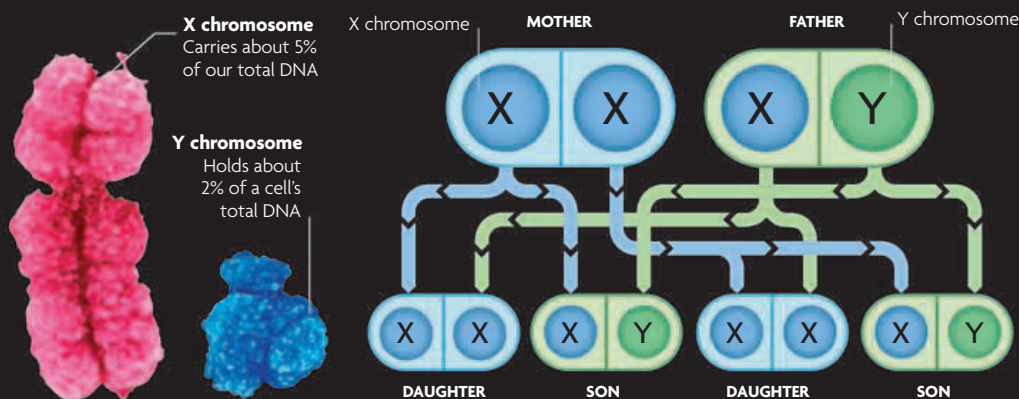 X chromosome
Carries about 5%
of our total DNA
Y chromosome
Holds about
2% of a cell's
total DNA
X chromosome
MOTHER
FATHER
Y chromosome
X X
X Y
X X
X Y
X X
X Y
DAUGHTER
SON
DAUGHTER
SON